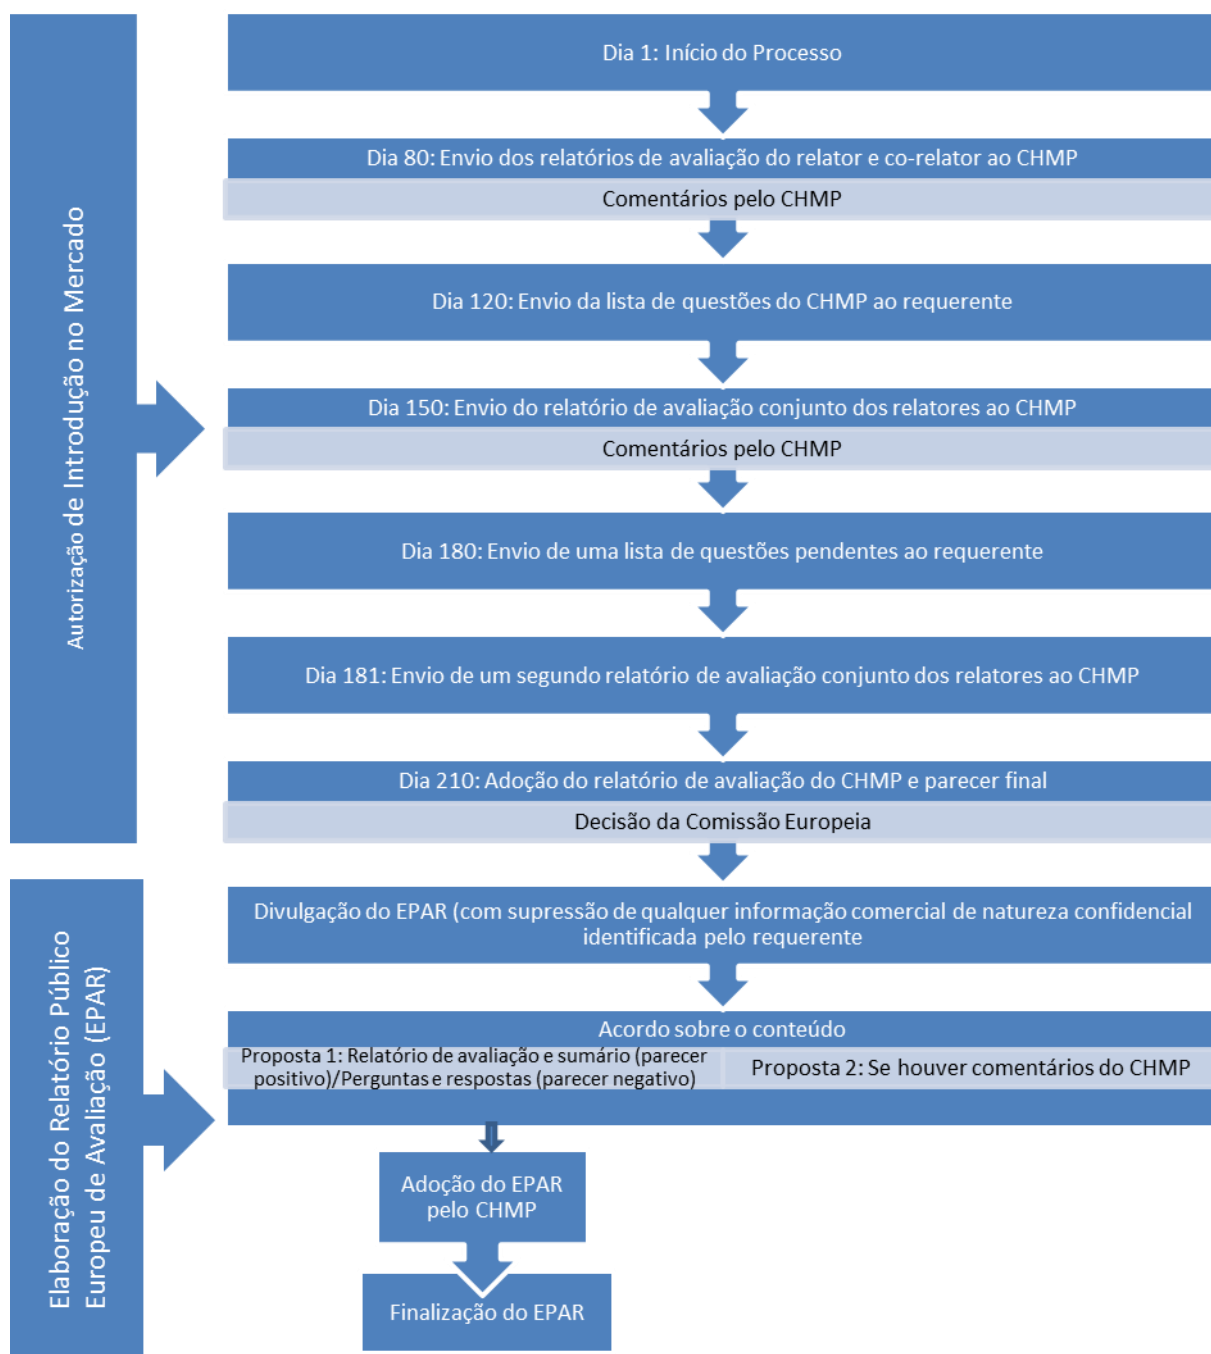 Autorização de Introdução no Mercado
Dia 1: Início do Processo
Dia 80: Envio dos relatórios de avaliação do relator e co-relator ao CHMP
Comentários pelo CHMP
Dia 120: Envio da lista de questões do CHMP ao requerente
Dia 150: Envio do relatório de avaliação conjunto dos relatores ao CHMP
Comentários pelo CHMP
Dia 180: Envio de uma lista de questões pendentes ao requerente
Dia 181: Envio de um segundo relatório de avaliação conjunto dos relatores ao CHMP
Dia 210: Adoção do relatório de avaliação do CHMP e parecer final
Decisão da Comissão Europeia
Elaboração do Relatório Público
Europeu de Avaliação (EPAR)
Divulgação do EPAR (com supressão de qualquer informação comercial de natureza confidencial
identificada pelo requerente
Acordo sobre o conteúdo
Proposta 1: Relatório de avaliação e sumário (parecer
positivo)/Perguntas e respostas (parecer negativo)
Proposta 2: Se houver comentários do CHMP
Adoção do EPAR
pelo CHMP
Finalização do EPAR